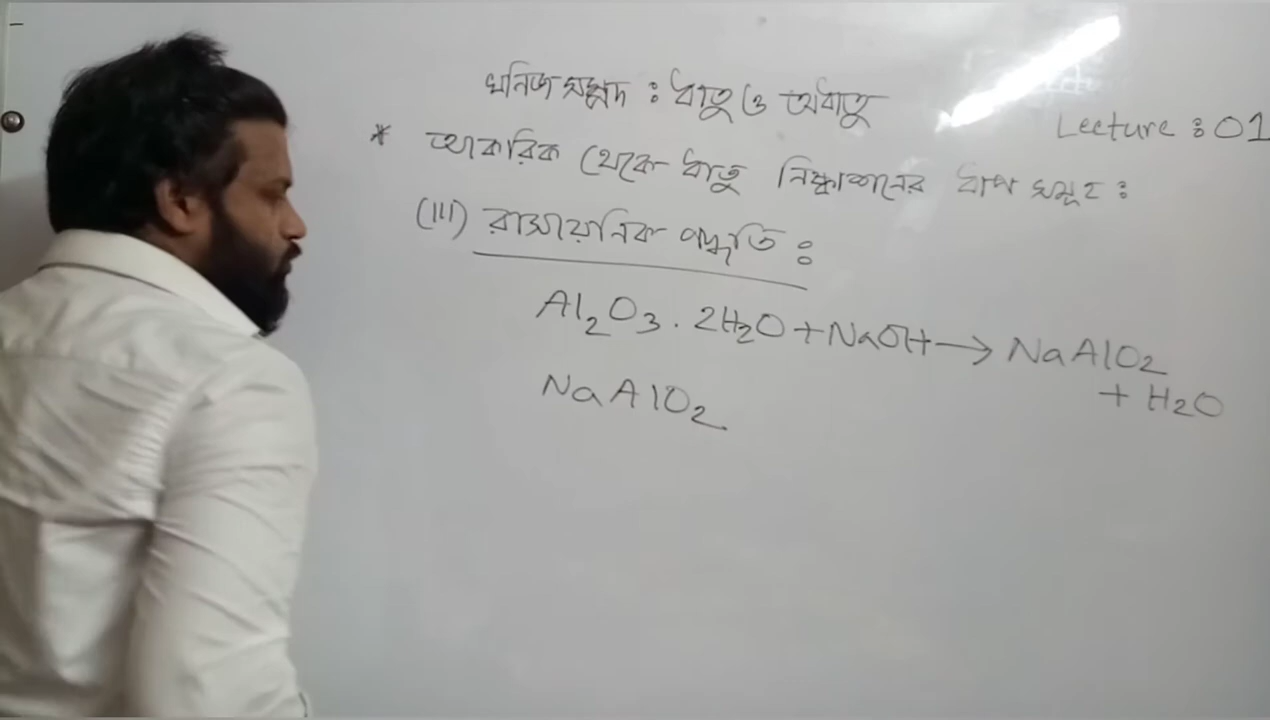 খনিজ সম্পদ : ধাতু ও অধাতু
Lecture : 01
* আকরিক থেকে ধাতু নিষ্কাশনের ধাপ সমূহ :
(III) রাসায়নিক পদ্ধতি :
Al₂O₃ . 2H₂O + NaOH → NaAlO₂
+ H₂O
NaAlO₂